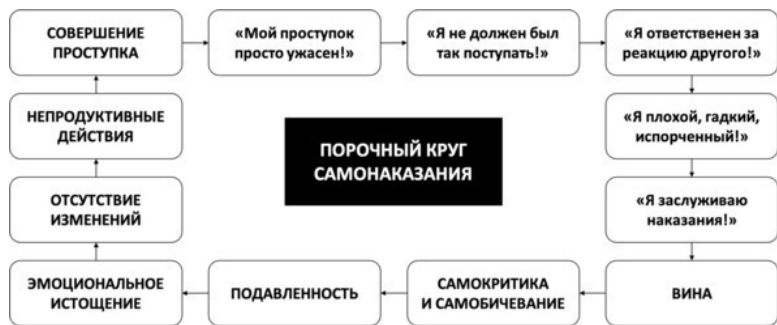 СОВЕРШЕНИЕ
ПРОСТУПКА
«Мой проступок
просто ужасен!»
«Я не должен был
так поступать!»
«Я ответственен за
реакцию другого!»
НЕПРОДУКТИВНЫЕ
ДЕЙСТВИЯ
ПОРОЧНЫЙ КРУГ
САМОНАКАЗАНИЯ
«Я плохой, гадкий,
испорченный!»
ОТСУТСТВИЕ
ИЗМЕНЕНИЙ
«Я заслуживаю
наказания!»
ЭМОЦИОНАЛЬНОЕ
ИСТОЩЕНИЕ
ПОДАВЛЕННОСТЬ
САМОКРИТИКА
И САМОБИЧЕВАНИЕ
ВИНА